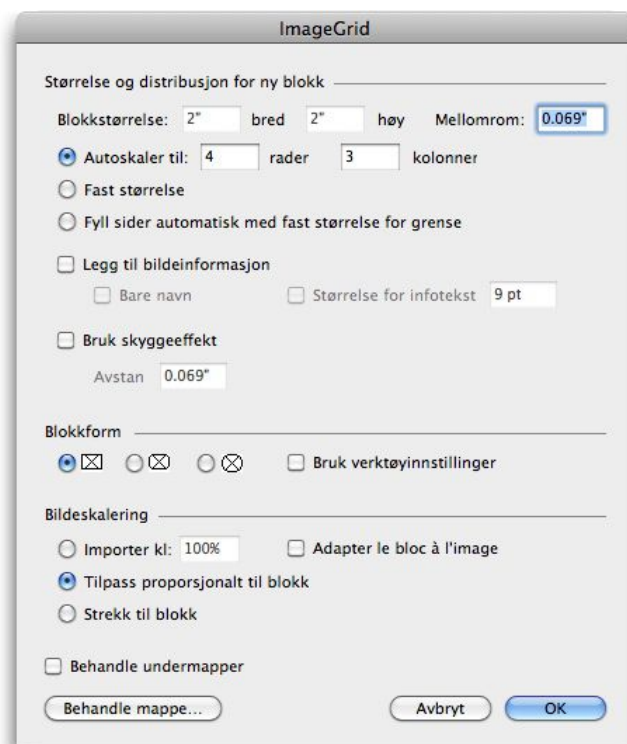 ImageGrid
Størrelse og distribusjon for ny blokk
Blokkstørrelse: 2" bred 2" høy Mellomrom: 0.069"
Autoskaler til: 4 rader 3 kolonner
Fast størrelse
Fyll sider automatisk med fast størrelse for grense
Legg til bildeinformasjon
Bare navn Størrelse for infotekst 9 pt
Bruk skyggeeffekt
Avstan 0.069"
Blokkform
Bruk verktøyinnstillinger
Bildeskalering
Importer kl: 100% Adapter le bloc à l'image
Tilpass proporsjonalt til blokk
Strekk til blokk
Behandle undermapper
Behandle mappe... Avbryt OK